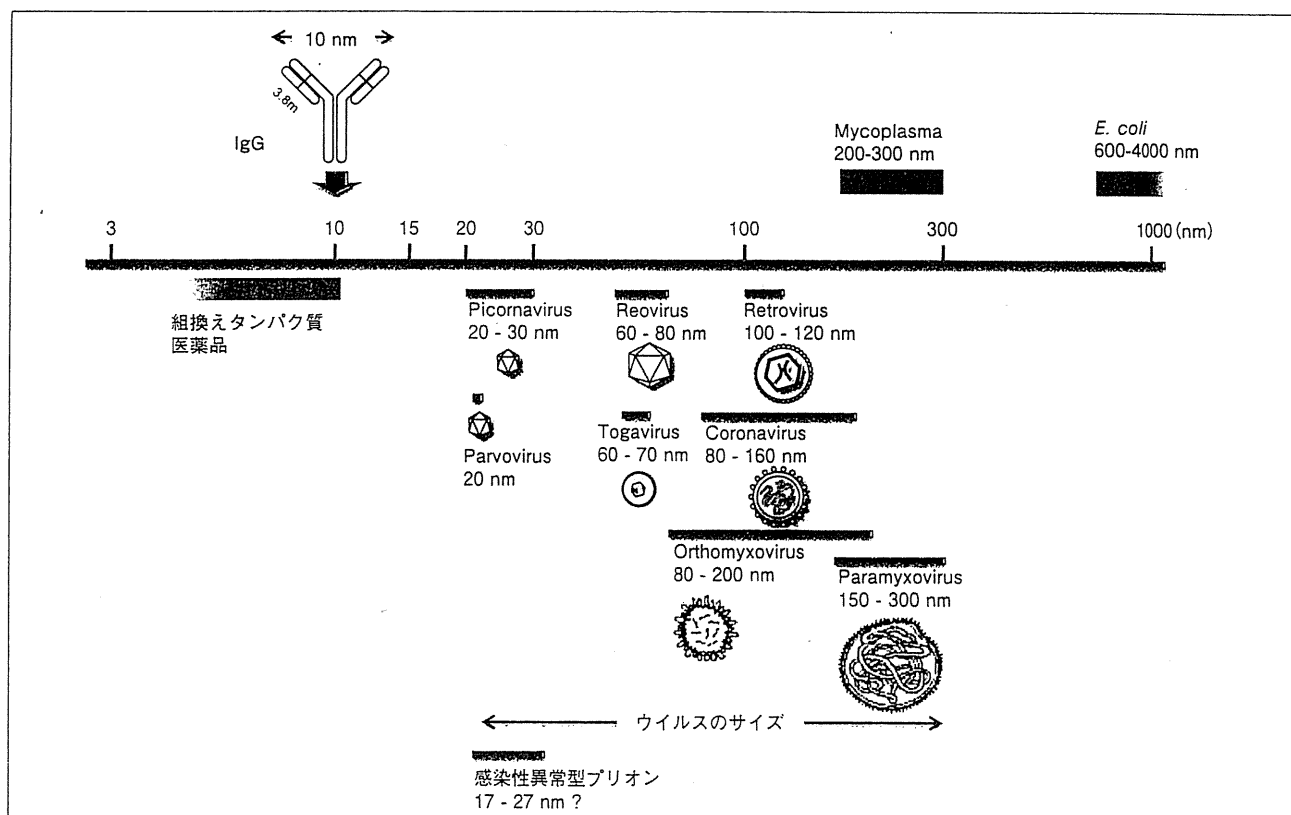 10 nm
3.8m
IgG
Mycoplasma
200-300 nm
E. coli
600-4000 nm
3
10
15
20
30
100
300
1000 (nm)
組換えタンパク質
医薬品
Picornavirus
20 - 30 nm
Reovirus
60 - 80 nm
Retrovirus
100 - 120 nm
Parvovirus
20 nm
Togavirus
60 - 70 nm
Coronavirus
80 - 160 nm
Orthomyxovirus
80 - 200 nm
Paramyxovirus
150 - 300 nm
ウイルスのサイズ
感染性異常型プリオン
17 - 27 nm ?